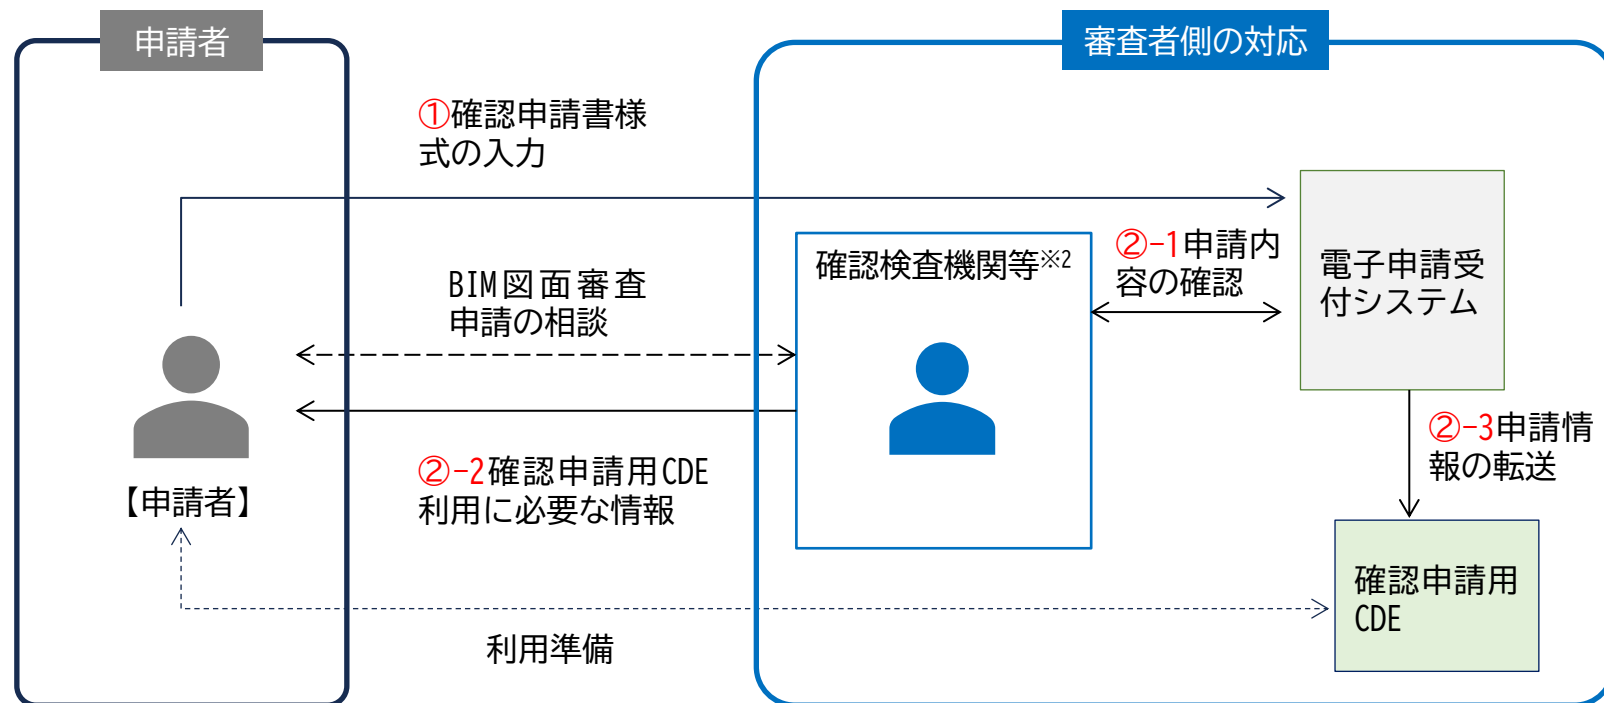 申請者
審査者側の対応
①確認申請書様
式の入力
BIM図面審査
申請の相談
確認検査機関等※2
②-1申請内
容の確認
電子申請受
付システム
②-2確認申請用CDE
利用に必要な情報
【申請者】
②-3申請情
報の転送
確認申請用
CDE
利用準備